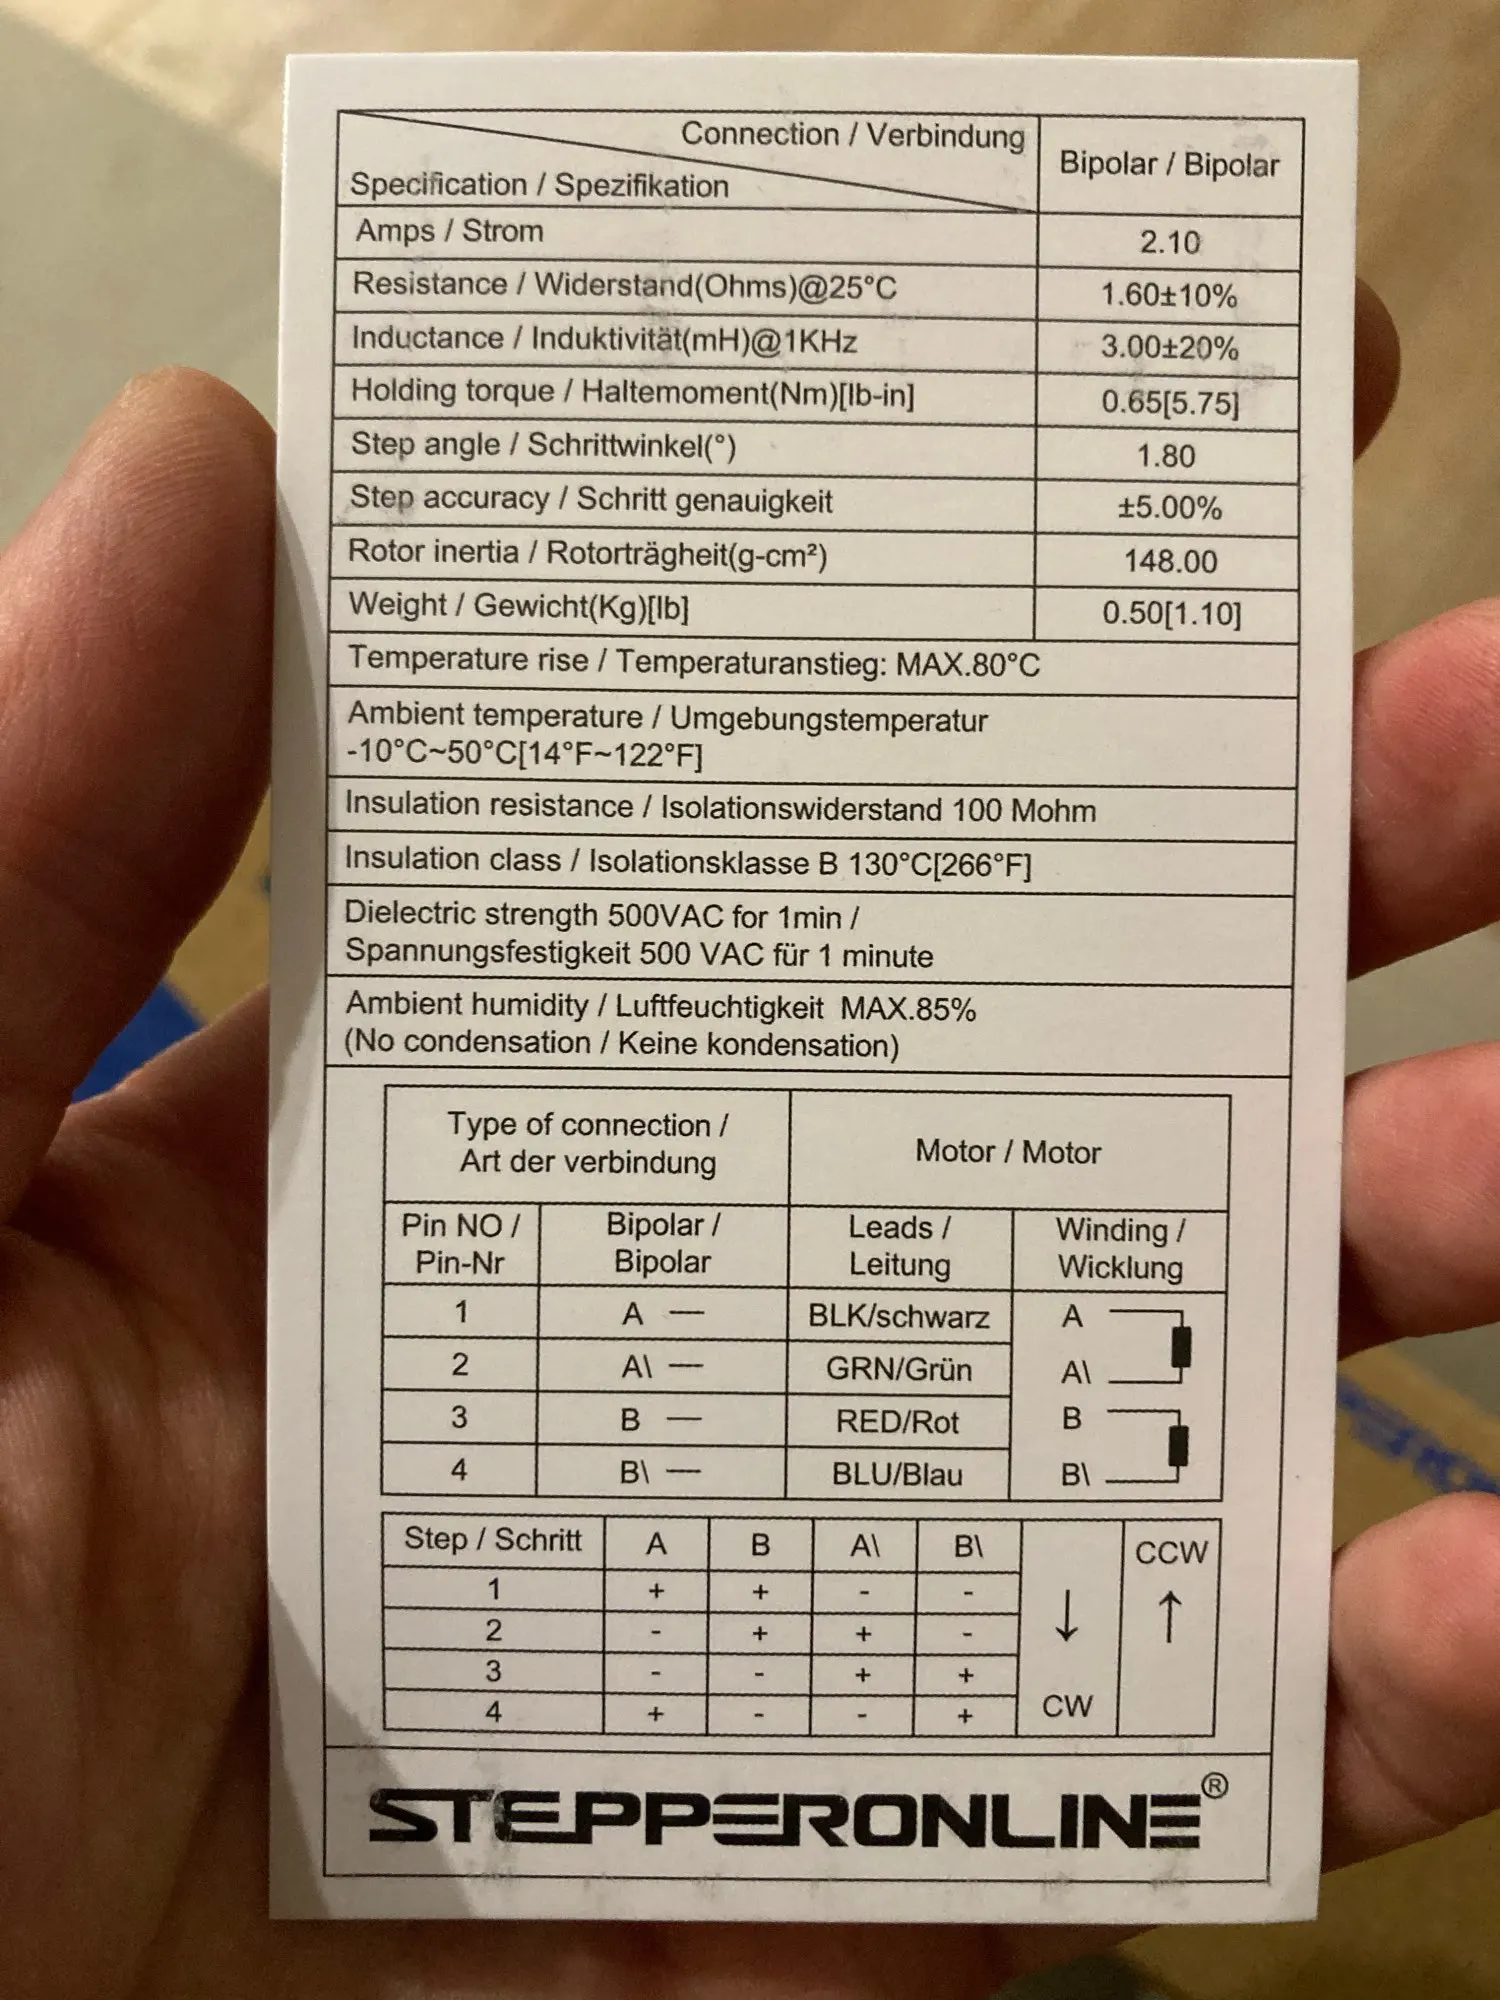 Connection / Verbindung
Specification / Spezifikation
Bipolar / Bipolar
Amps / Strom 2.10
Resistance / Widerstand(Ohms)@25°C 1.60±10%
Inductance / Induktivität(mH)@1KHz 3.00±20%
Holding torque / Haltemoment(Nm)[lb-in] 0.65[5.75]
Step angle / Schrittwinkel(°) 1.80
Step accuracy / Schritt genauigkeit ±5.00%
Rotor inertia / Rotorträgheit(g-cm²) 148.00
Weight / Gewicht(Kg)[lb] 0.50[1.10]
Temperature rise / Temperaturanstieg: MAX.80°C
Ambient temperature / Umgebungstemperatur
-10°C~50°C[14°F~122°F]
Insulation resistance / Isolationswiderstand 100 Mohm
Insulation class / Isolationsklasse B 130°C[266°F]
Dielectric strength 500VAC for 1min /
Spannungsfestigkeit 500 VAC für 1 minute
Ambient humidity / Luftfeuchtigkeit MAX.85%
(No condensation / Keine kondensation)
Type of connection /
Art der verbindung
Motor / Motor
Pin NO /
Pin-Nr
Bipolar /
Bipolar
Leads /
Leitung
Winding /
Wicklung
1 A — BLK/schwarz A
2 A\ — GRN/Grün A\
3 B — RED/Rot B
4 B\ — BLU/Blau B\
Step / Schritt A B A\ B\ CCW
1 + + - - ↓ ↑
2 - + + -
3 - - + +
4 + - - + CW
STEPPERONLINE®